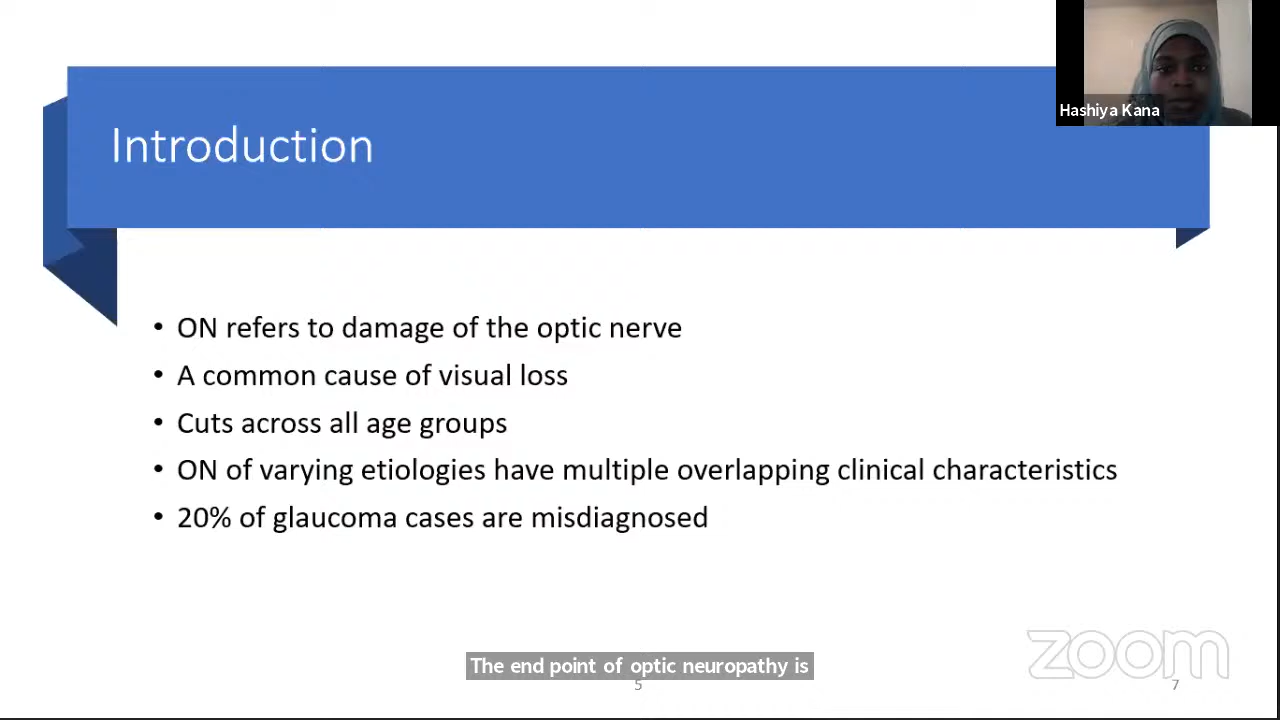 Hashiya Kana
Introduction
• ON refers to damage of the optic nerve
• A common cause of visual loss
• Cuts across all age groups
• ON of varying etiologies have multiple overlapping clinical characteristics
• 20% of glaucoma cases are misdiagnosed
The end point of optic neuropathy is
zoom
5
7